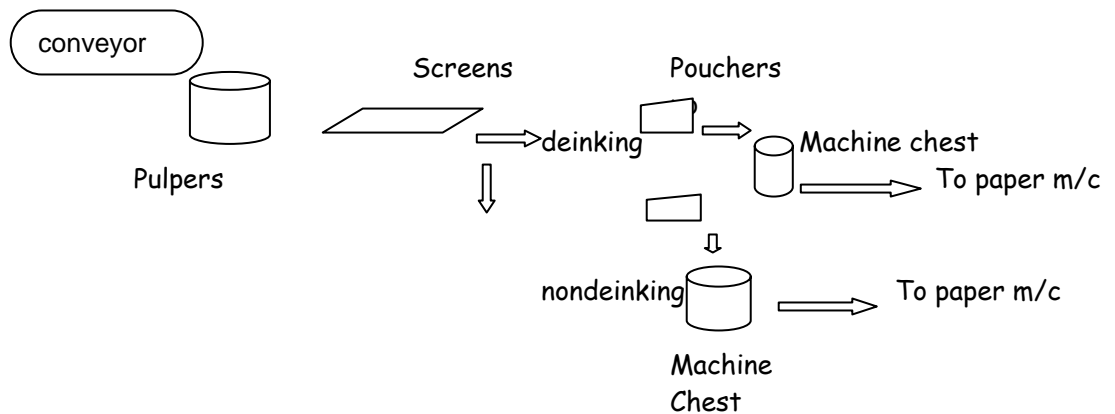 conveyor
Screens
Pouchers
deinking
Machine chest
Pulpers
To paper m/c
nondeinking
To paper m/c
Machine
Chest